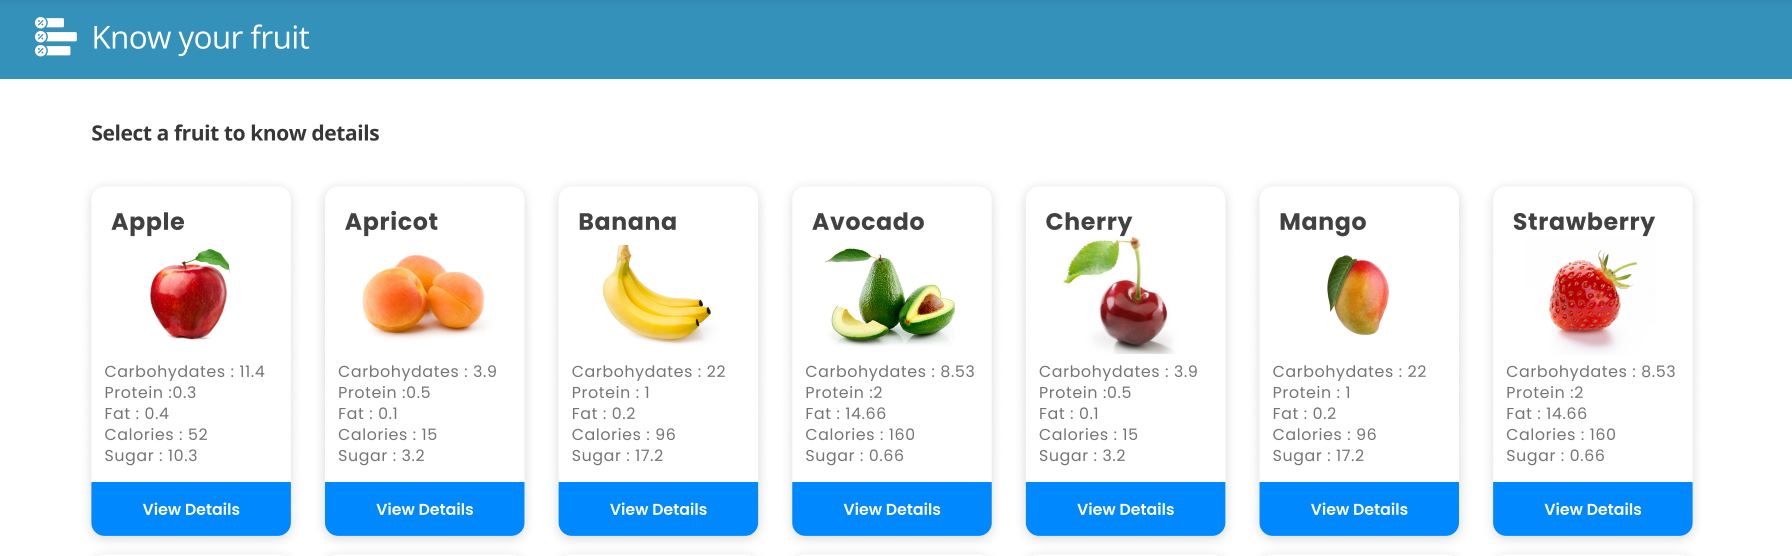 Know your fruit
Select a fruit to know details
Apple
Carbohydates : 11.4
Protein :0.3
Fat : 0.4
Calories : 52
Sugar : 10.3
View Details
Apricot
Carbohydates : 3.9
Protein :0.5
Fat : 0.1
Calories : 15
Sugar : 3.2
View Details
Banana
Carbohydates : 22
Protein : 1
Fat : 0.2
Calories : 96
Sugar : 17.2
View Details
Avocado
Carbohydates : 8.53
Protein :2
Fat : 14.66
Calories : 160
Sugar : 0.66
View Details
Cherry
Carbohydates : 3.9
Protein :0.5
Fat : 0.1
Calories : 15
Sugar : 3.2
View Details
Mango
Carbohydates : 22
Protein : 1
Fat : 0.2
Calories : 96
Sugar : 17.2
View Details
Strawberry
Carbohydates : 8.53
Protein :2
Fat : 14.66
Calories : 160
Sugar : 0.66
View Details